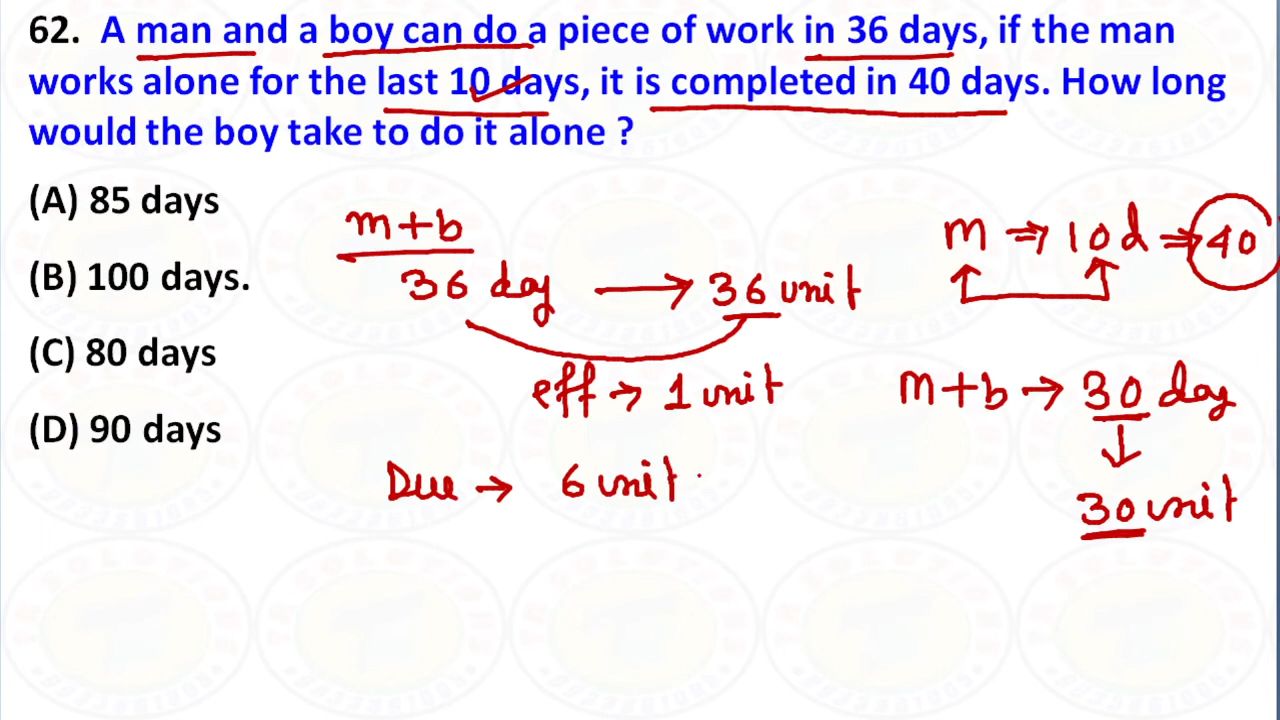 62. A man and a boy can do a piece of work in 36 days, if the man
works alone for the last 10 days, it is completed in 40 days. How long
would the boy take to do it alone ?
(A) 85 days
(B) 100 days.
(C) 80 days
(D) 90 days
m+b
36 day → 36 unit
eff → 1 unit
Due → 6 unit
m ⇒ 10d ⇒ 40
m+b → 30 day
↓
30 unit